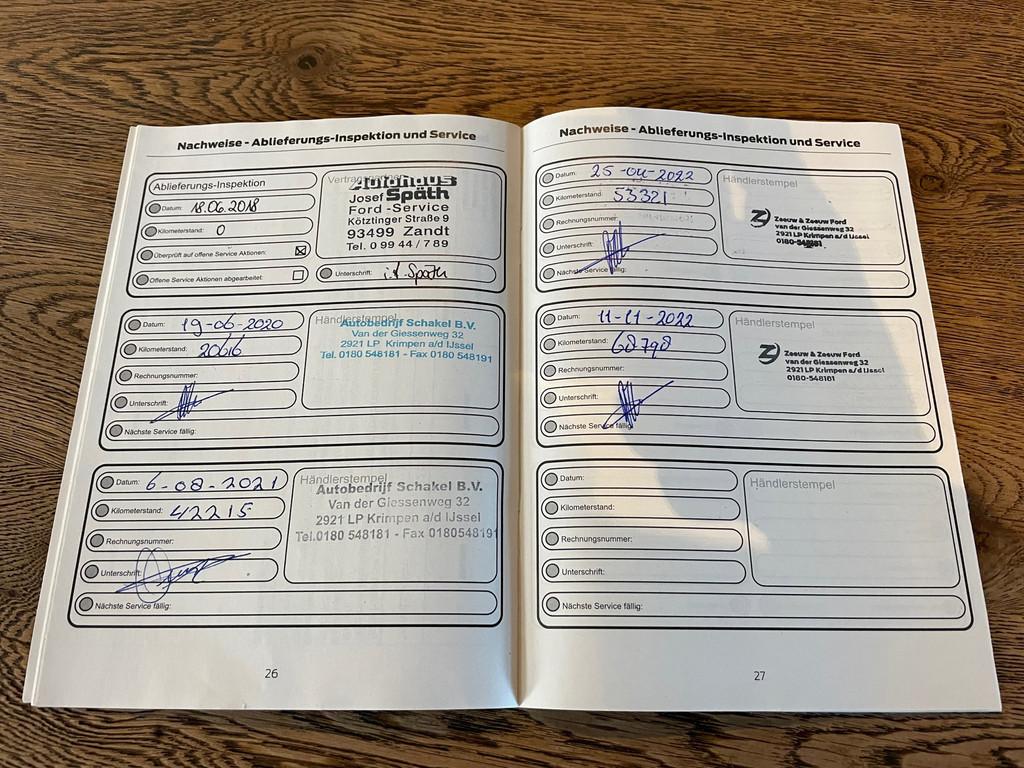 Nachweise - Ablieferungs-Inspektion und Service
Ablieferungs-Inspektion
Datum: 18.06.2018
Kilometerstand: 0
Überprüft auf offene Service Aktionen:
Offene Service Aktionen abgearbeitet:
Vertragspartner
Autohaus
Josef Späth
Ford - Service
Kötztinger Straße 9
93499 Zandt
Tel. 0 99 44 / 7 89
Unterschrift: i.A. Späth
Datum: 19-06-2020
Kilometerstand: 20616
Rechnungsnummer:
Unterschrift:
Nächste Service fällig:
Händlerstempel
Autobedrijf Schakel B.V.
Van der Giessenweg 32
2921 LP Krimpen a/d IJssel
Tel. 0180 548181 - Fax 0180 548191
Datum: 6-08-2021
Kilometerstand: 42215
Rechnungsnummer:
Unterschrift:
Nächste Service fällig:
Händlerstempel
Autobedrijf Schakel B.V.
Van der Giessenweg 32
2921 LP Krimpen a/d IJssel
Tel.0180 548181 - Fax 0180548191
26
Nachweise - Ablieferungs-Inspektion und Service
Datum: 25-04-2022
Kilometerstand: 53321
Rechnungsnummer:
Unterschrift:
Nächste Service fällig:
Händlerstempel
Zeeuw & Zeeuw Ford
van der Giessenweg 32
2921 LP Krimpen a/d IJssel
0180-548181
Datum: 11-11-2022
Kilometerstand: 68798
Rechnungsnummer:
Unterschrift:
Nächste Service fällig:
Händlerstempel
Zeeuw & Zeeuw Ford
van der Giessenweg 32
2921 LP Krimpen a/d IJssel
0180-548181
Datum:
Kilometerstand:
Rechnungsnummer:
Unterschrift:
Nächste Service fällig:
Händlerstempel
27